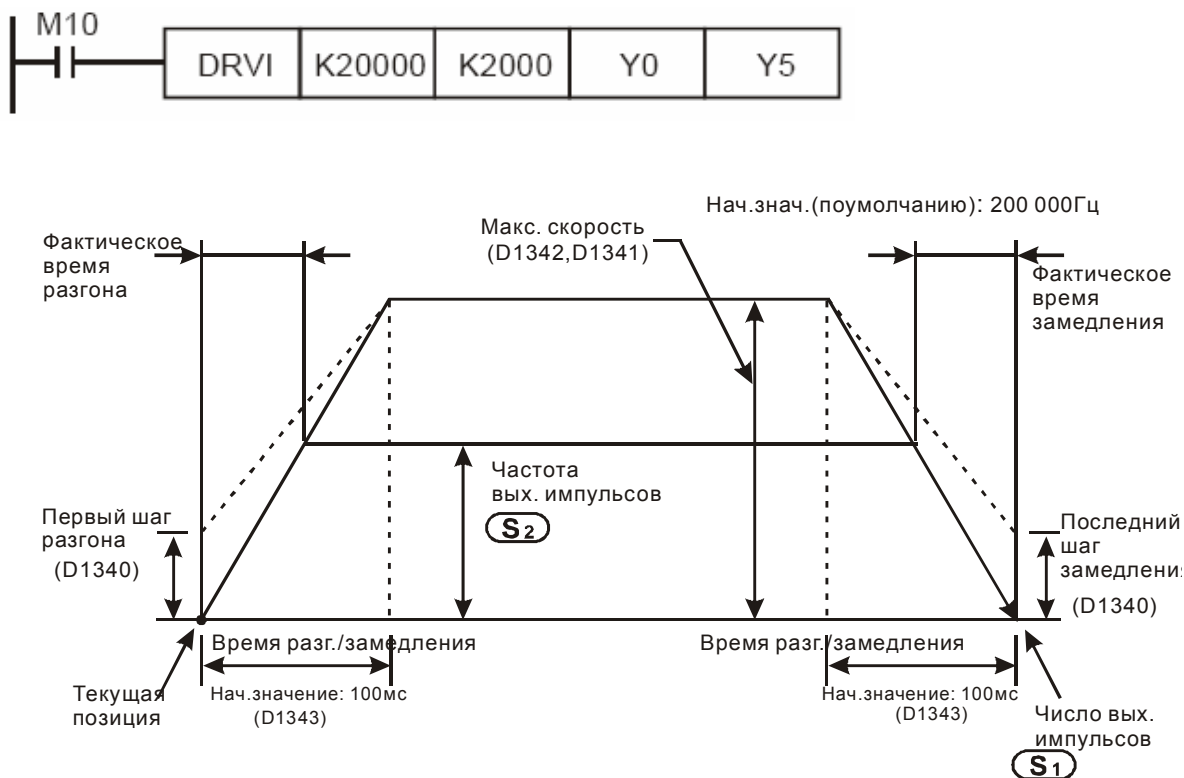 M10
DRVI K20000 K2000 Y0 Y5
Нач.знач.(поумолчанию): 200 000Гц
Макс. скорость
(D1342,D1341)
Фактическое
время
разгона
Фактическое
время
замедления
Частота
вых. импульсов
S2
Первый шаг
разгона
(D1340)
Последний
шаг
замедления
(D1340)
Время разг./замедления
Время разг./замедления
Нач.значение: 100мс
(D1343)
Нач.значение: 100мс
(D1343)
Текущая
позиция
Число вых.
импульсов
S1